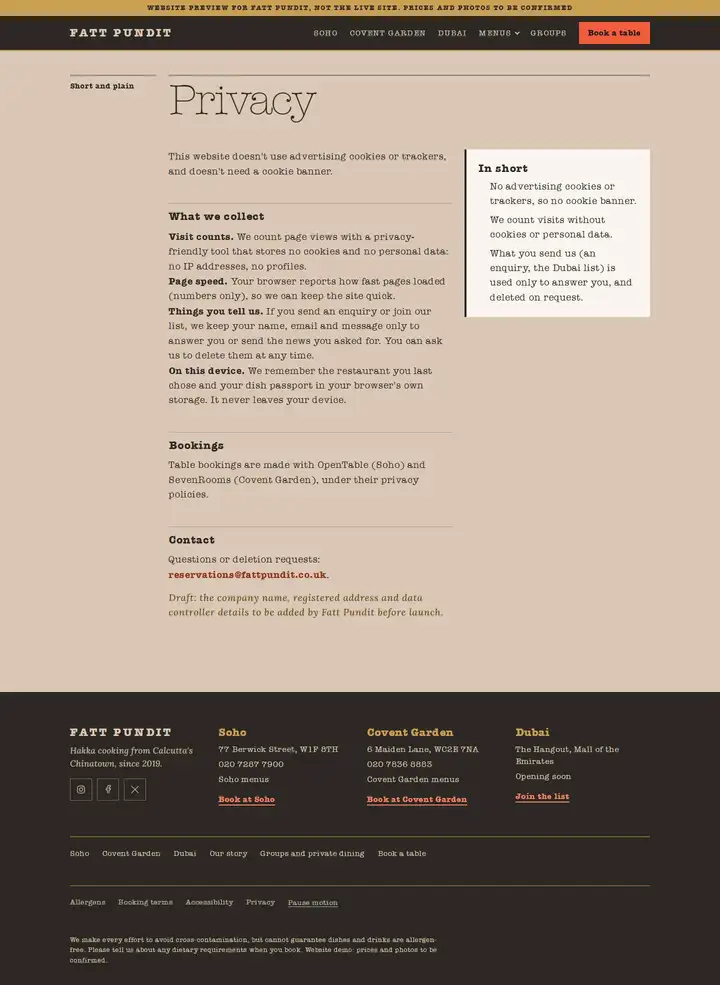 WEBSITE PREVIEW FOR FATT PUNDIT, NOT THE LIVE SITE. PRICES AND PHOTOS TO BE CONFIRMED
FATT PUNDIT
SOHO COVENT GARDEN DUBAI MENUS GROUPS Book a table
Short and plain
Privacy
This website doesn't use advertising cookies or trackers,
and doesn't need a cookie banner.
In short
No advertising cookies or
trackers, so no cookie banner.
We count visits without
cookies or personal data.
What you send us (an
enquiry, the Dubai list) is
used only to answer you, and
deleted on request.
What we collect
Visit counts. We count page views with a privacy-
friendly tool that stores no cookies and no personal data:
no IP addresses, no profiles.
Page speed. Your browser reports how fast pages loaded
(numbers only), so we can keep the site quick.
Things you tell us. If you send an enquiry or join our
list, we keep your name, email and message only to
answer you or send the news you asked for. You can ask
us to delete them at any time.
On this device. We remember the restaurant you last
chose and your dish passport in your browser's own
storage. It never leaves your device.
Bookings
Table bookings are made with OpenTable (Soho) and
SevenRooms (Covent Garden), under their privacy
policies.
Contact
Questions or deletion requests:
reservations@fattpundit.co.uk.
Draft: the company name, registered address and data
controller details to be added by Fatt Pundit before launch.
FATT PUNDIT
Hakka cooking from Calcutta's
Chinatown, since 2019.
Soho
77 Berwick Street, W1F 8TH
020 7287 7900
Soho menus
Book at Soho
Covent Garden
6 Maiden Lane, WC2E 7NA
020 7836 8883
Covent Garden menus
Book at Covent Garden
Dubai
The Hangout, Mall of the
Emirates
Opening soon
Join the list
Soho Covent Garden Dubai Our story Groups and private dining Book a table
Allergens Booking terms Accessibility Privacy Pause motion
We make every effort to avoid cross-contamination, but cannot guarantee dishes and drinks are allergen-
free. Please tell us about any dietary requirements when you book. Website demo: prices and photos to be
confirmed.